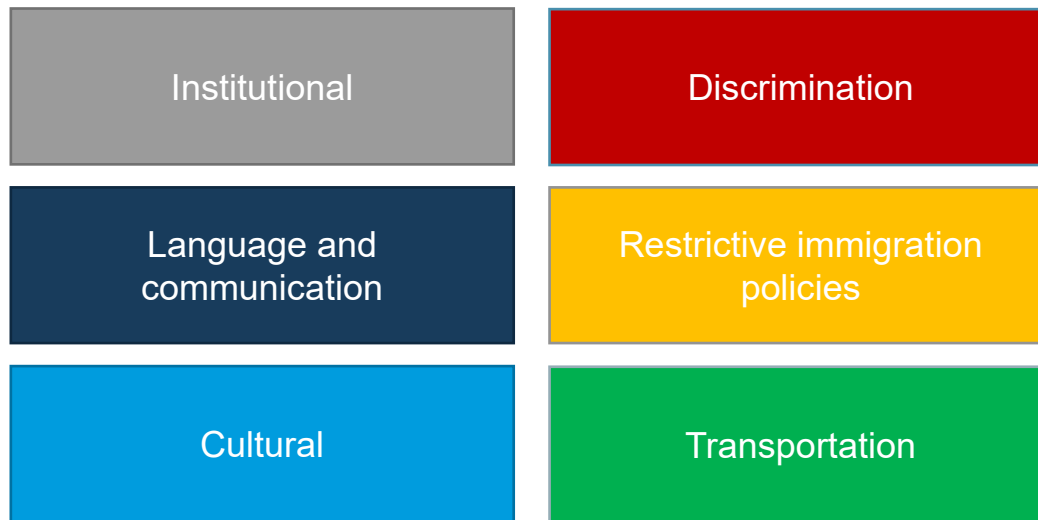 Institutional
Discrimination
Language and
communication
Restrictive immigration
policies
Cultural
Transportation